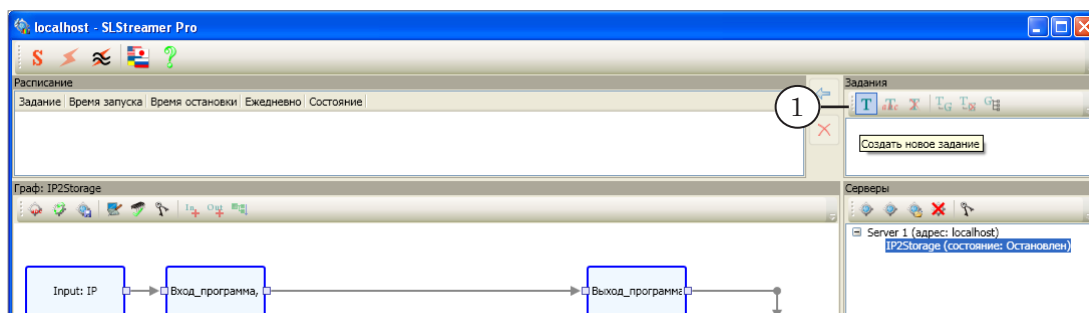 localhost - SLStreamer Pro
S
Расписание
Задание Время запуска Время остановки Ежедневно Состояние
Задания
1
T
Создать новое задание
Граф: IP2Storage
Серверы
Server 1 (адрес: localhost)
IP2Storage (состояние: Остановлен)
Input: IP
Вход_программа,
Выход_программа